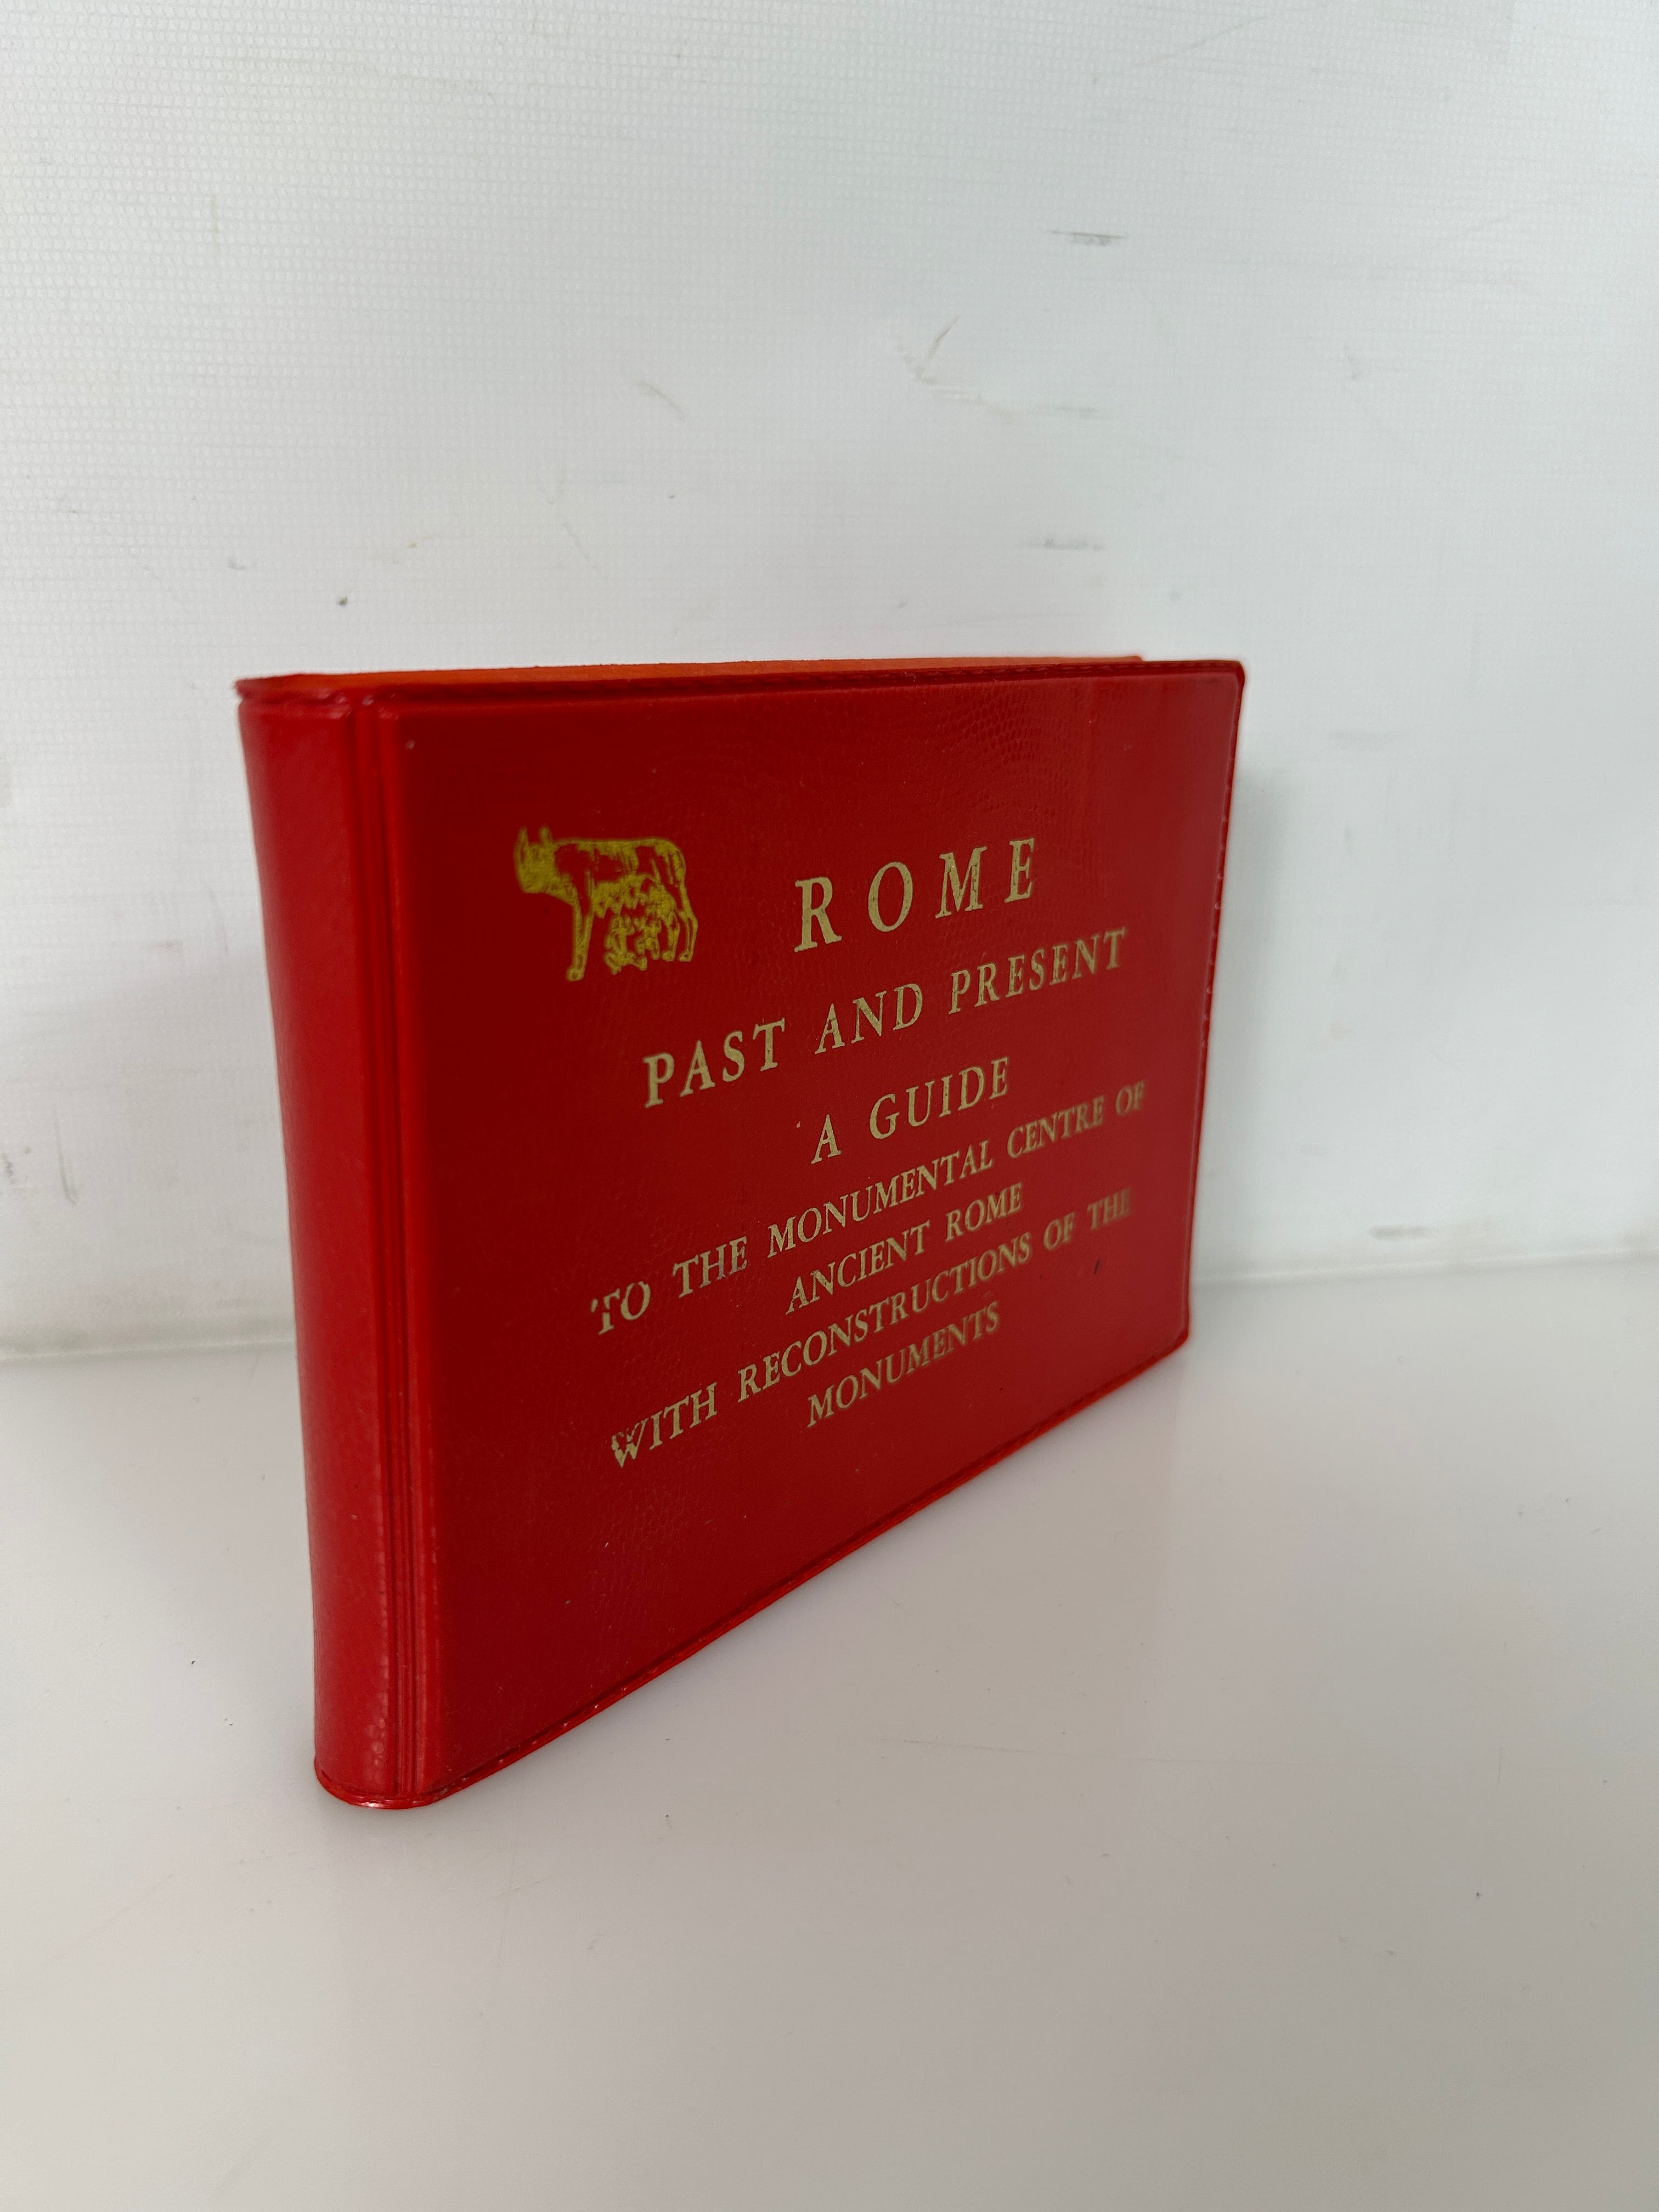 ROME
PAST AND PRESENT
A GUIDE
TO THE MONUMENTAL CENTRE OF
ANCIENT ROME
WITH RECONSTRUCTIONS OF THE
MONUMENTS